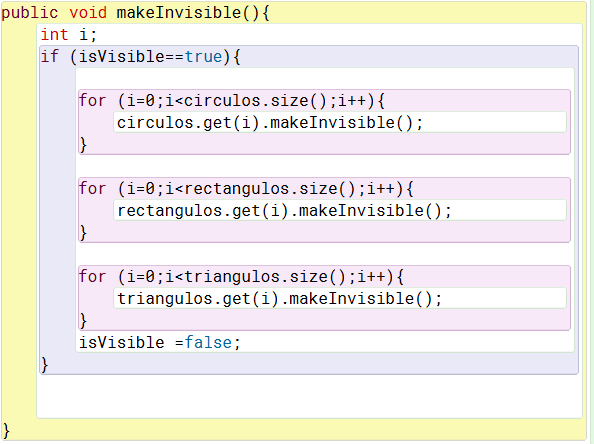 public void makeInvisible(){
int i;
if (isVisible==true){
for (i=0;i<circulos.size();i++){
circulos.get(i).makeInvisible();
}
for (i=0;i<rectangulos.size();i++){
rectangulos.get(i).makeInvisible();
}
for (i=0;i<triangulos.size();i++){
triangulos.get(i).makeInvisible();
}
isVisible =false;
}
}